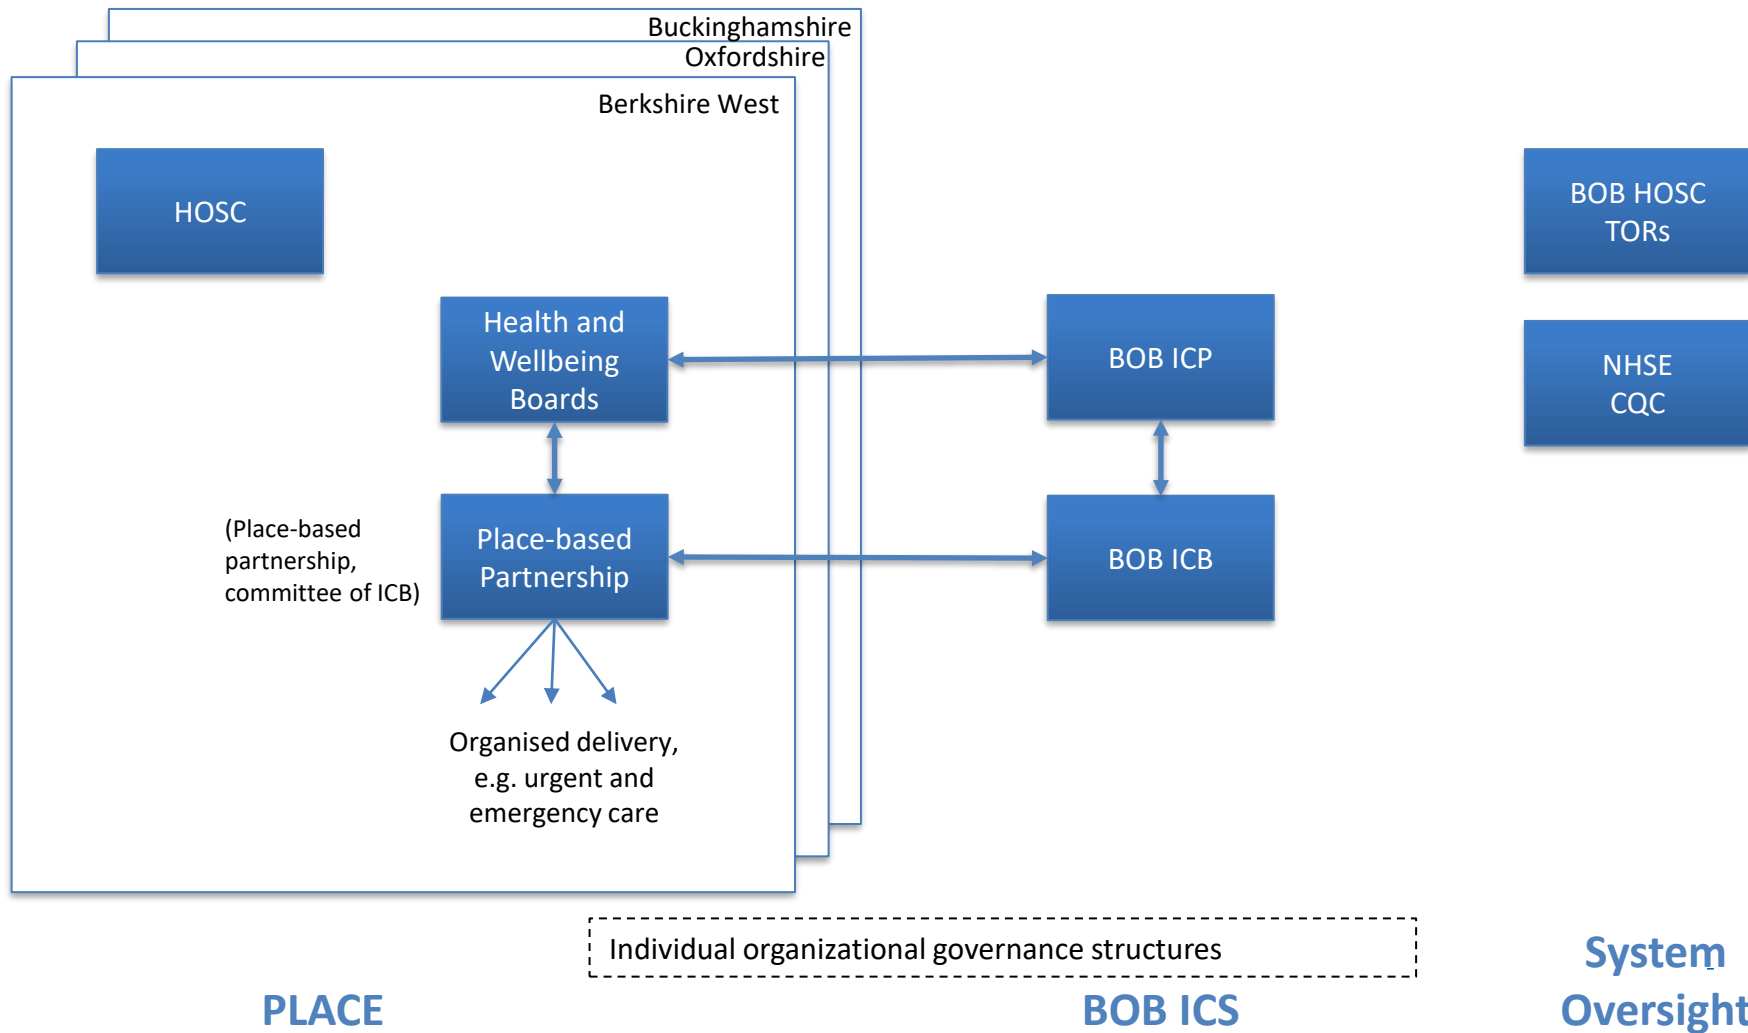 Buckinghamshire
Oxfordshire
Berkshire West
HOSC
BOB HOSC
TORs
Health and
Wellbeing
Boards
BOB ICP
NHSE
CQC
(Place-based
partnership,
committee of ICB)
Place-based
Partnership
BOB ICB
Organised delivery,
e.g. urgent and
emergency care
Individual organizational governance structures
PLACE
BOB ICS
System
Oversight